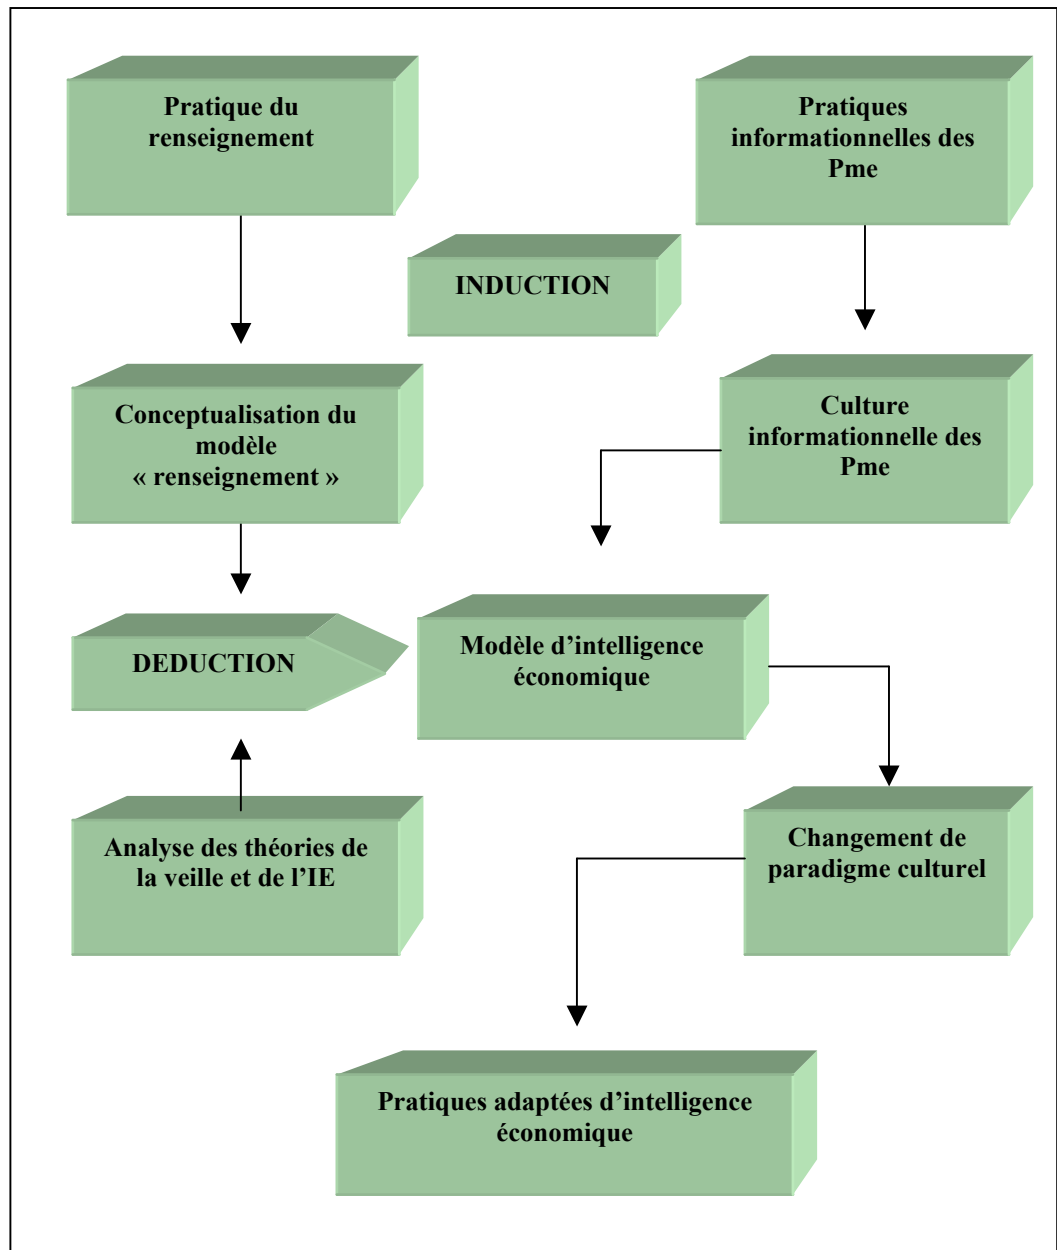 Pratique du
renseignement
Pratiques
informationnelles des
Pme
INDUCTION
Conceptualisation du
modèle
« renseignement »
Culture
informationnelle des
Pme
DEDUCTION
Modèle d’intelligence
économique
Analyse des théories de
la veille et de l’IE
Changement de
paradigme culturel
Pratiques adaptées d’intelligence
économique